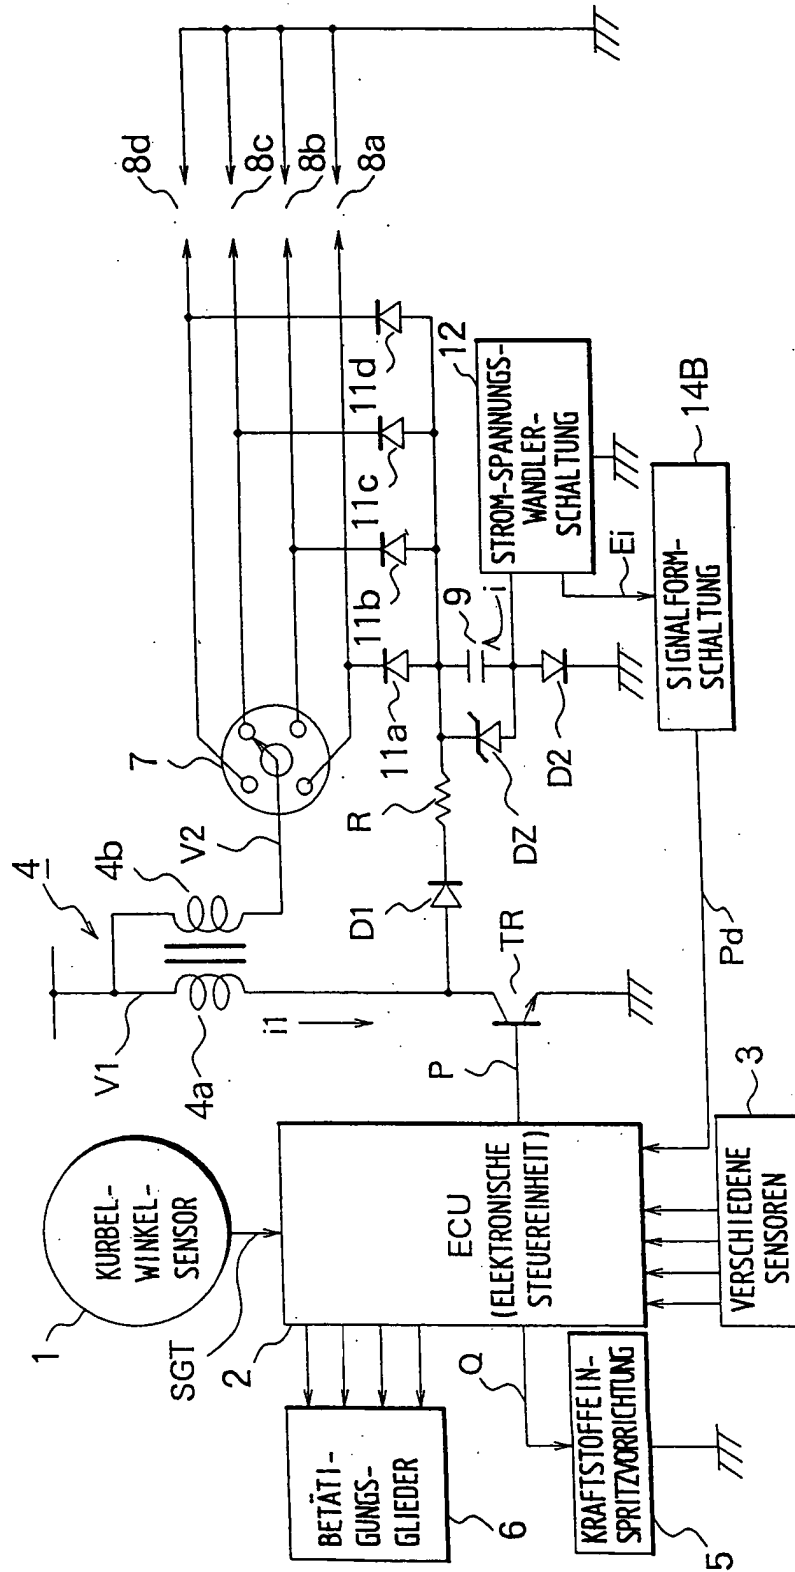 1
KURBEL-
WINKEL-
SENSOR
SGT
2
ECU
(ELEKTRONISCHE
STEUEREINHEIT)
BETÄTI-
GUNGS-
GLIEDER
6
Q
KRAFTSTOFFEIN-
SPRITZVORRICHTUNG
5
VERSCHIEDENE
SENSOREN
3
P
TR
Pd
V1
4
4a
4b
i1
V2
7
D1
R
DZ
D2
9
i
11a
11b
11c
11d
8d
8c
8b
8a
12
STROM-SPANNUNGS-
WANDLER-
SCHALTUNG
Ei
14B
SIGNALFORM-
SCHALTUNG